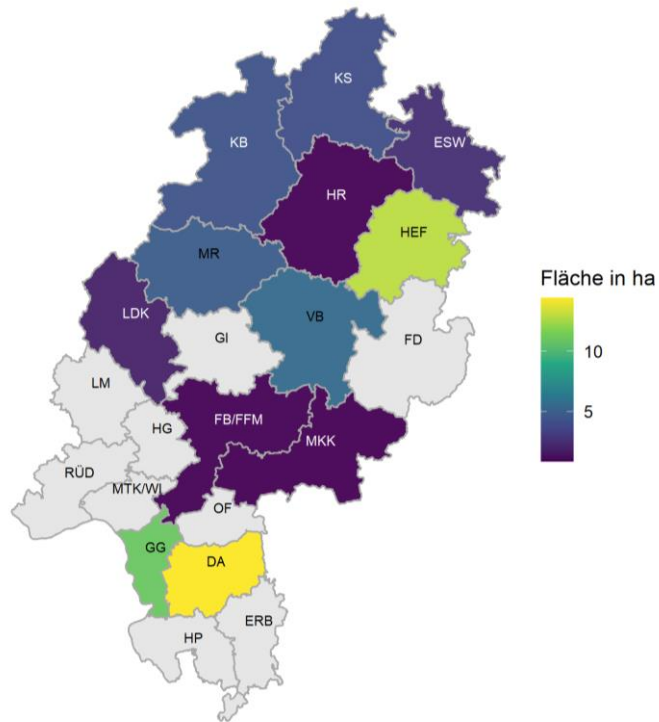 KS
KB
ESW
HR
HEF
MR
Fläche in ha
LDK
VB
GI
FD
10
LM
5
FB/FFM
HG
MKK
RÜD
MTK/WI
OF
GG
DA
ERB
HP